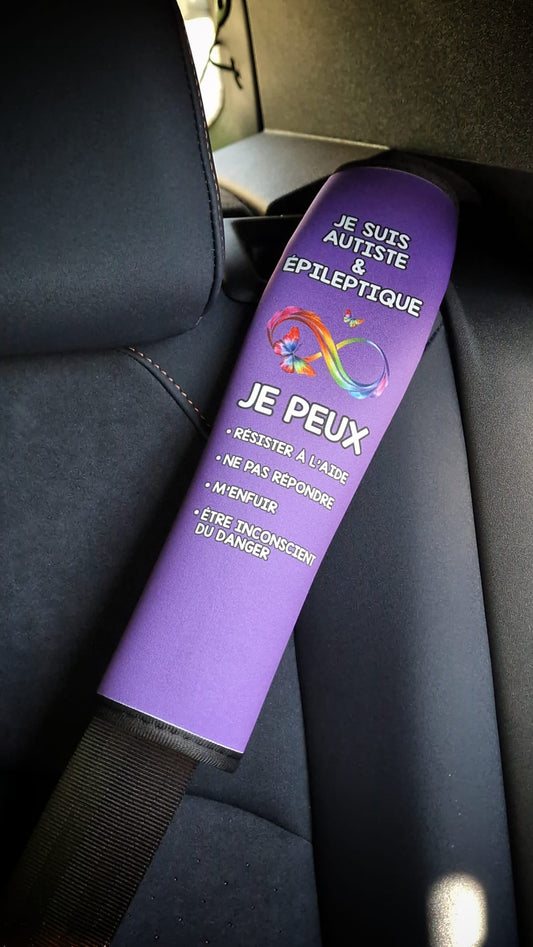 JE SUIS
AUTISTE
&
ÉPILEPTIQUE
JE PEUX
• RÉSISTER À L'AIDE
• NE PAS RÉPONDRE
• M'ENFUIR
• ÊTRE INCONSCIENT
DU DANGER